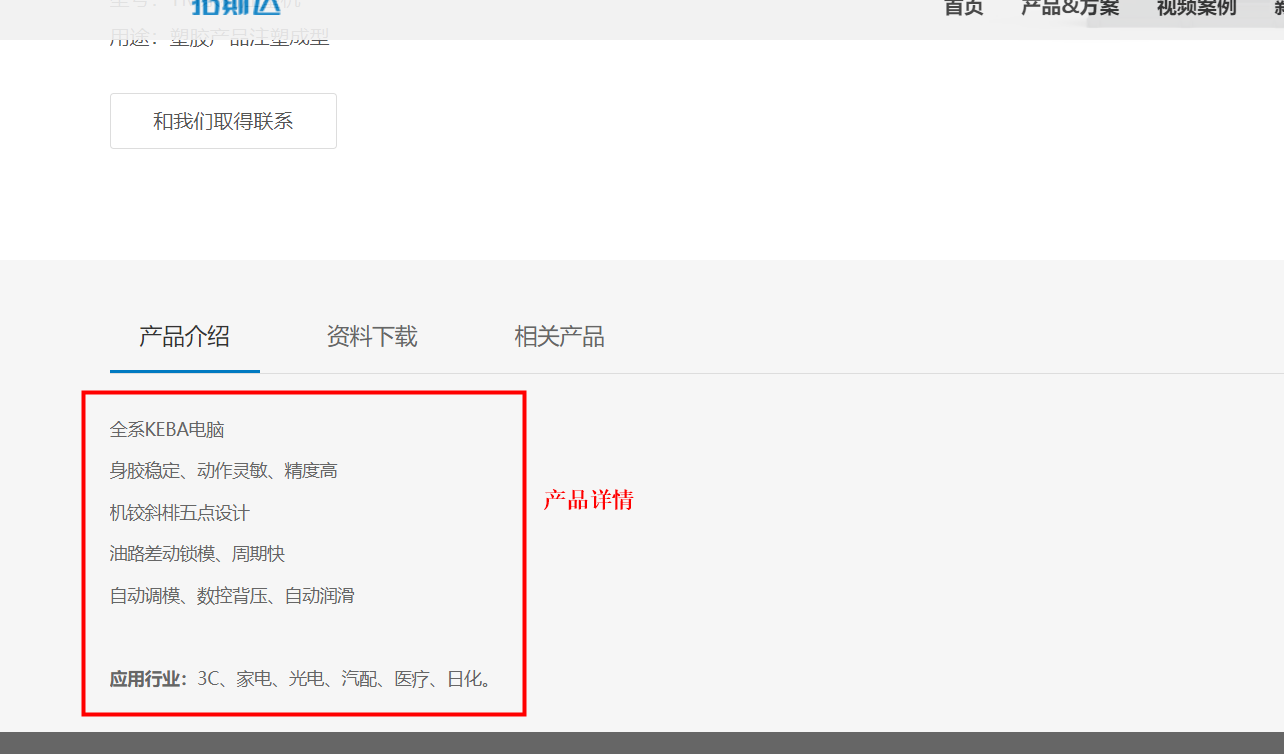 拓斯达
首页 产品&方案 视频案例
用途：塑胶产品注塑成型
和我们取得联系
产品介绍 资料下载 相关产品
全系KEBA电脑
身胶稳定、动作灵敏、精度高
机铰斜排五点设计
油路差动锁模、周期快
自动调模、数控背压、自动润滑
应用行业：3C、家电、光电、汽配、医疗、日化。
产品详情